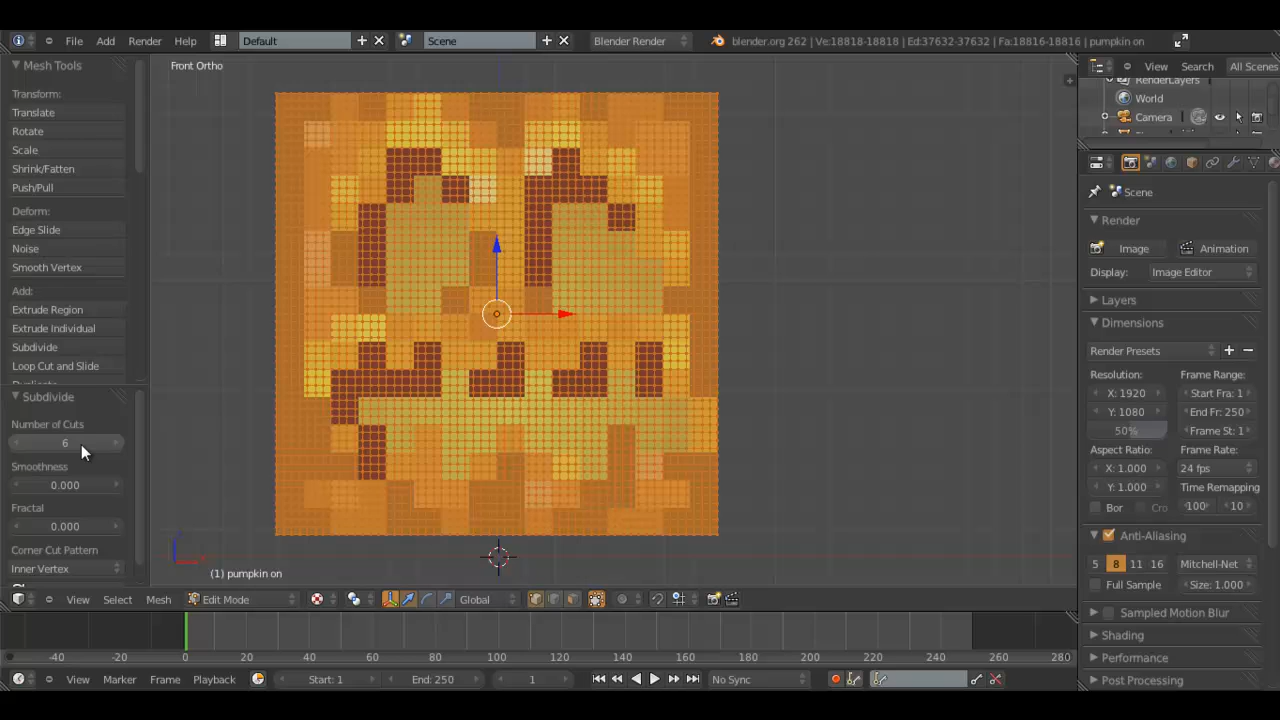 File Add Render Help Default Scene Blender Render blender.org 262 | Ve:18818-18818 | Ed:37632-37632 | Fa:18816-18816 | pumpkin on
Mesh Tools
Transform:
Translate
Rotate
Scale
Shrink/Fatten
Push/Pull
Deform:
Edge Slide
Noise
Smooth Vertex
Add:
Extrude Region
Extrude Individual
Subdivide
Loop Cut and Slide
Duplicate
Subdivide
Number of Cuts
6
Smoothness
0.000
Fractal
0.000
Corner Cut Pattern
Inner Vertex
Front Ortho
(1) pumpkin on
View Select Mesh Edit Mode Global
View Search All Scenes
RenderLayers
World
Camera
Scene
Render
Image Animation
Display: Image Editor
Layers
Dimensions
Render Presets
Resolution: Frame Range:
X: 1920 Start Fra: 1
Y: 1080 End Fr: 250
50% Frame St: 1
Aspect Ratio: Frame Rate:
X: 1.000 24 fps
Y: 1.000 Time Remapping
Bor Cro 100 10
Anti-Aliasing
5 8 11 16 Mitchell-Net
Full Sample Size: 1.000
Sampled Motion Blur
Shading
Performance
Post Processing
-40 -20 0 20 40 60 80 100 120 140 160 180 200 220 240 260 280
View Marker Frame Playback Start: 1 End: 250 1 No Sync